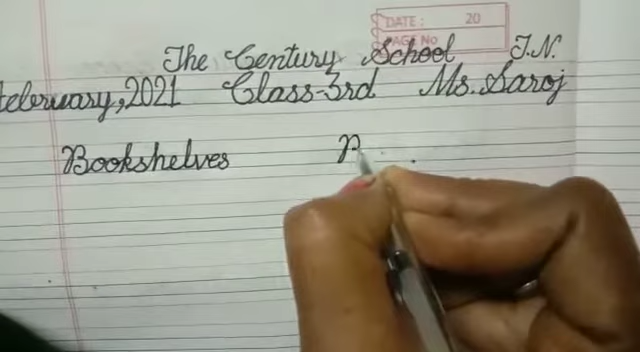 DATE : 20
PAGE No
The Century School T.N.
February, 2021 Class-3rd Ms. Saroj
Bookshelves